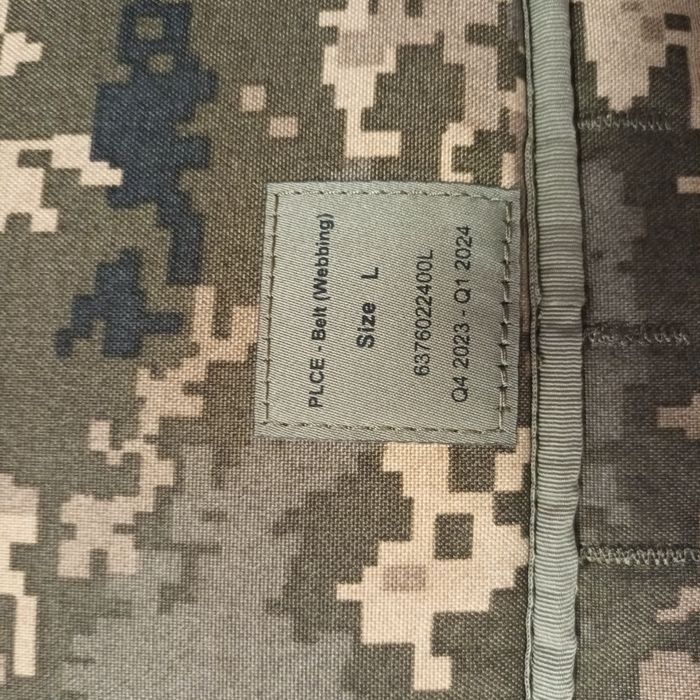 PLCE - Belt (Webbing)
Size L
6376022400L
Q4 2023 - Q1 2024